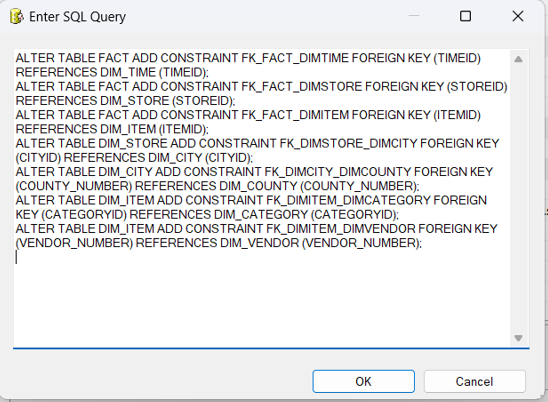 Enter SQL Query
ALTER TABLE FACT ADD CONSTRAINT FK_FACT_DIMTIME FOREIGN KEY (TIMEID)
REFERENCES DIM_TIME (TIMEID);
ALTER TABLE FACT ADD CONSTRAINT FK_FACT_DIMSTORE FOREIGN KEY (STOREID)
REFERENCES DIM_STORE (STOREID);
ALTER TABLE FACT ADD CONSTRAINT FK_FACT_DIMITEM FOREIGN KEY (ITEMID)
REFERENCES DIM_ITEM (ITEMID);
ALTER TABLE DIM_STORE ADD CONSTRAINT FK_DIMSTORE_DIMCITY FOREIGN KEY
(CITYID) REFERENCES DIM_CITY (CITYID);
ALTER TABLE DIM_CITY ADD CONSTRAINT FK_DIMCITY_DIMCOUNTY FOREIGN KEY
(COUNTY_NUMBER) REFERENCES DIM_COUNTY (COUNTY_NUMBER);
ALTER TABLE DIM_ITEM ADD CONSTRAINT FK_DIMITEM_DIMCATEGORY FOREIGN
KEY (CATEGORYID) REFERENCES DIM_CATEGORY (CATEGORYID);
ALTER TABLE DIM_ITEM ADD CONSTRAINT FK_DIMITEM_DIMVENDOR FOREIGN KEY
(VENDOR_NUMBER) REFERENCES DIM_VENDOR (VENDOR_NUMBER);
OK Cancel